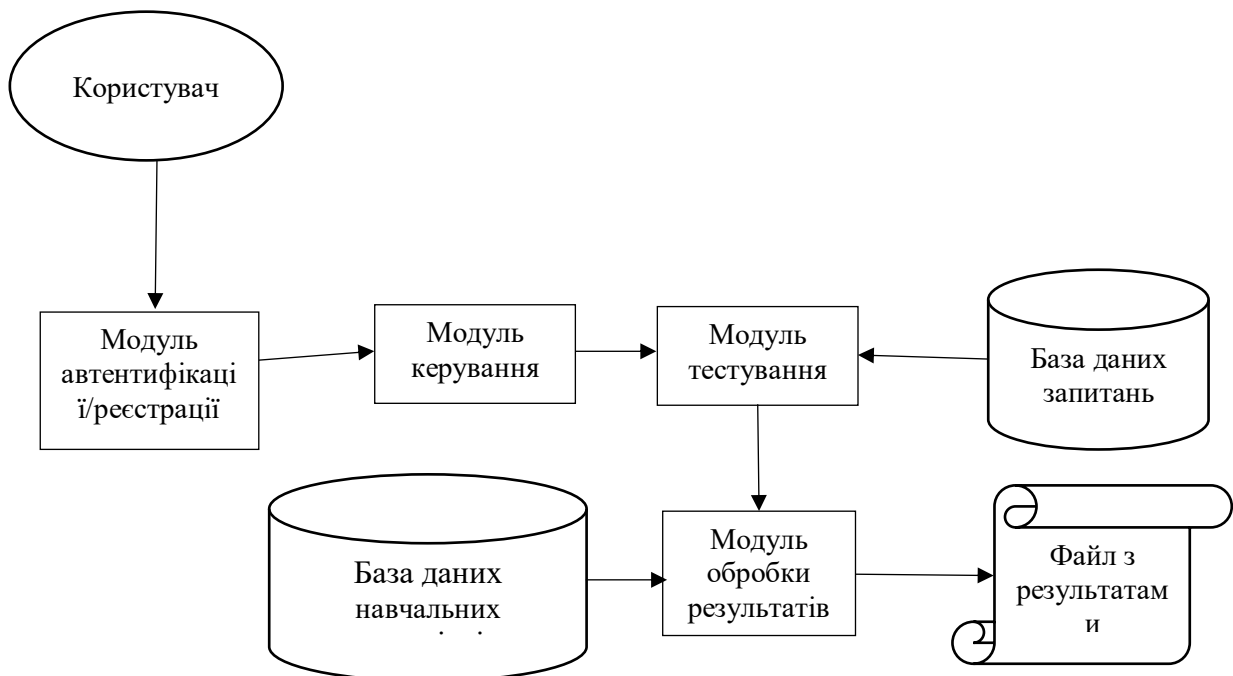 Користувач
Модуль
автентифікаці
ї/реєстрації
Модуль
керування
Модуль
тестування
База даних
запитань
База даних
навчальних
Модуль
обробки
результатів
Файл з
результатам
и